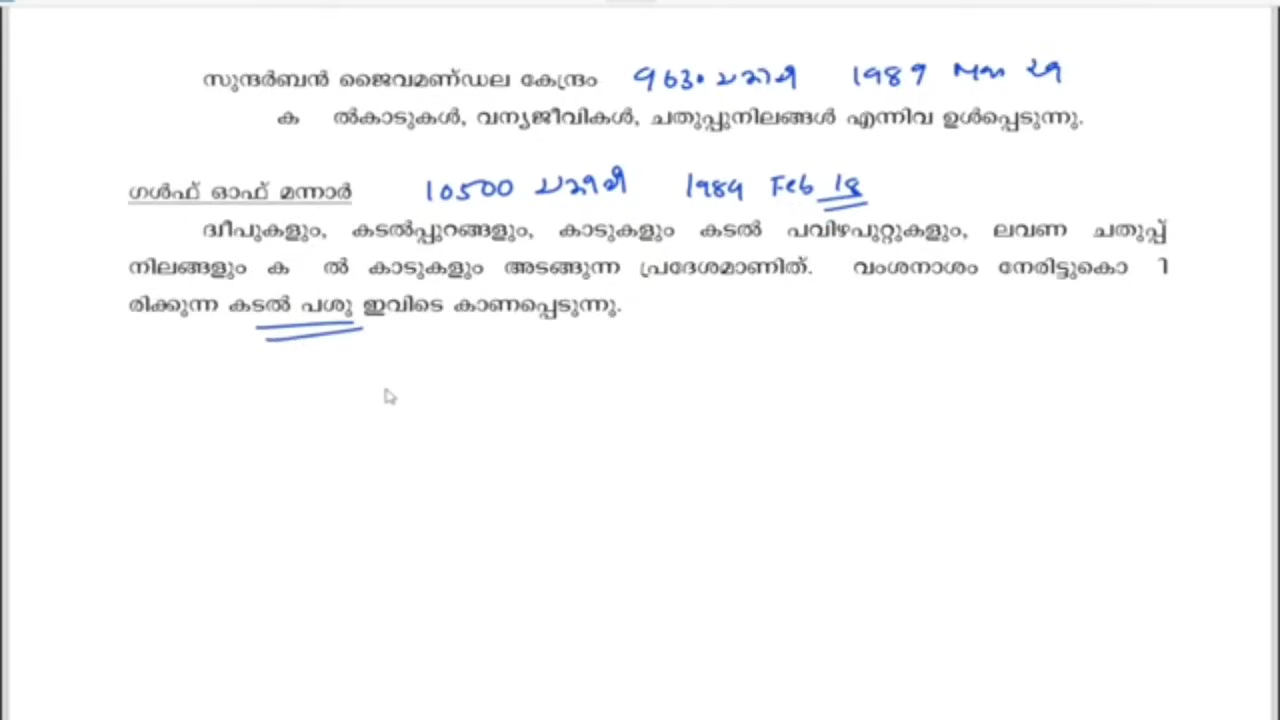 സുന്ദർബൻ ജൈവമണ്ഡല കേന്ദ്രം 9630 ച.കി.മീ 1989 Mar 29
ക ൽകാടുകൾ, വന്യജീവികൾ, ചതുപ്പുനിലങ്ങൾ എന്നിവ ഉൾപ്പെടുന്നു.
ഗൾഫ് ഓഫ് മന്നാർ 10500 ച.കി.മീ 1989 Feb 18
ദ്വീപുകളും, കടൽപ്പുറങ്ങളും, കാടുകളും കടൽ പവിഴപുറ്റുകളും, ലവണ ചതുപ്പ്
നിലങ്ങളും ക ൽ കാടുകളും അടങ്ങുന്ന പ്രദേശമാണിത്. വംശനാശം നേരിട്ടുകൊ ി
രിക്കുന്ന കടൽ പശു ഇവിടെ കാണപ്പെടുന്നു.